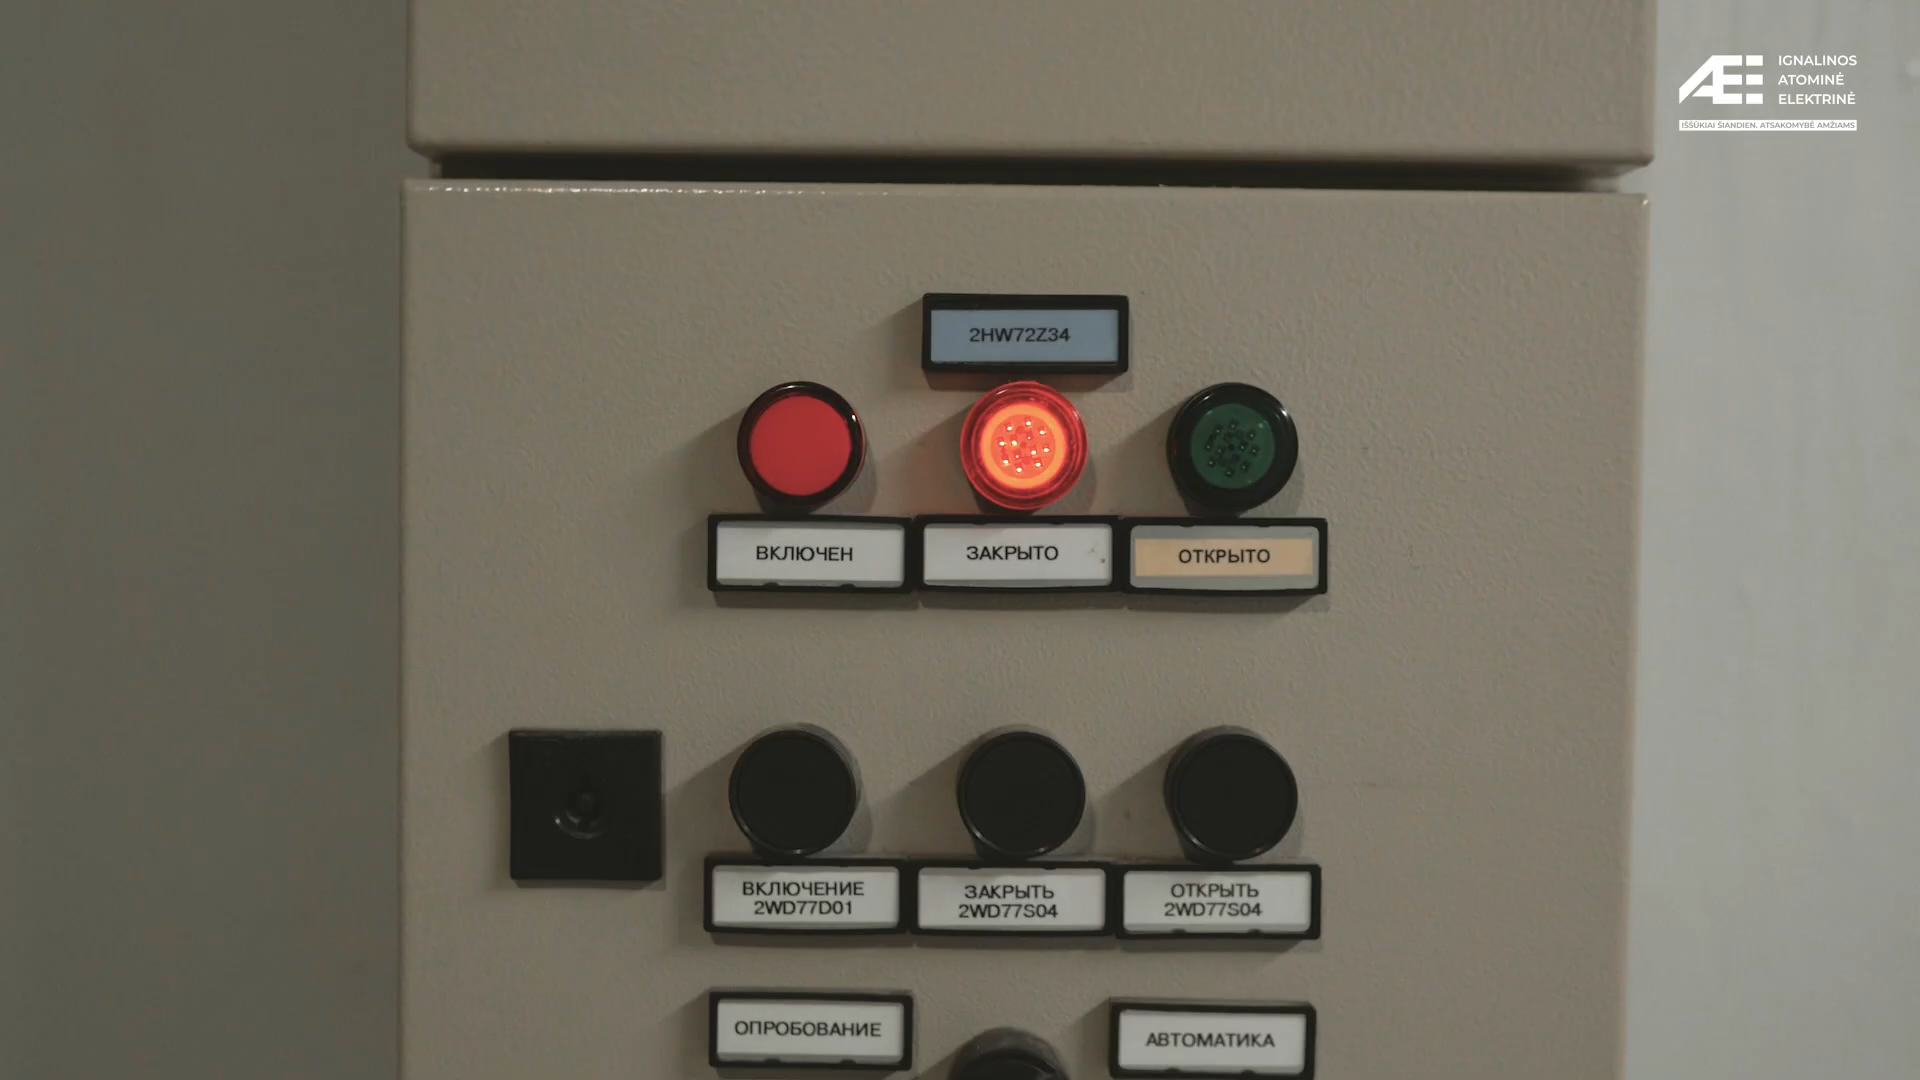 IGNALINOS
ATOMINĖ
ELEKTRINĖ
IŠŠŪKIAI ŠIANDIEN. ATSAKOMYBĖ AMŽIAMS
2HW72Z34
ВКЛЮЧЕН
ЗАКРЫТО
ОТКРЫТО
ВКЛЮЧЕНИЕ
2WD77D01
ЗАКРЫТЬ
2WD77S04
ОТКРЫТЬ
2WD77S04
ОПРОБОВАНИЕ
АВТОМАТИКА